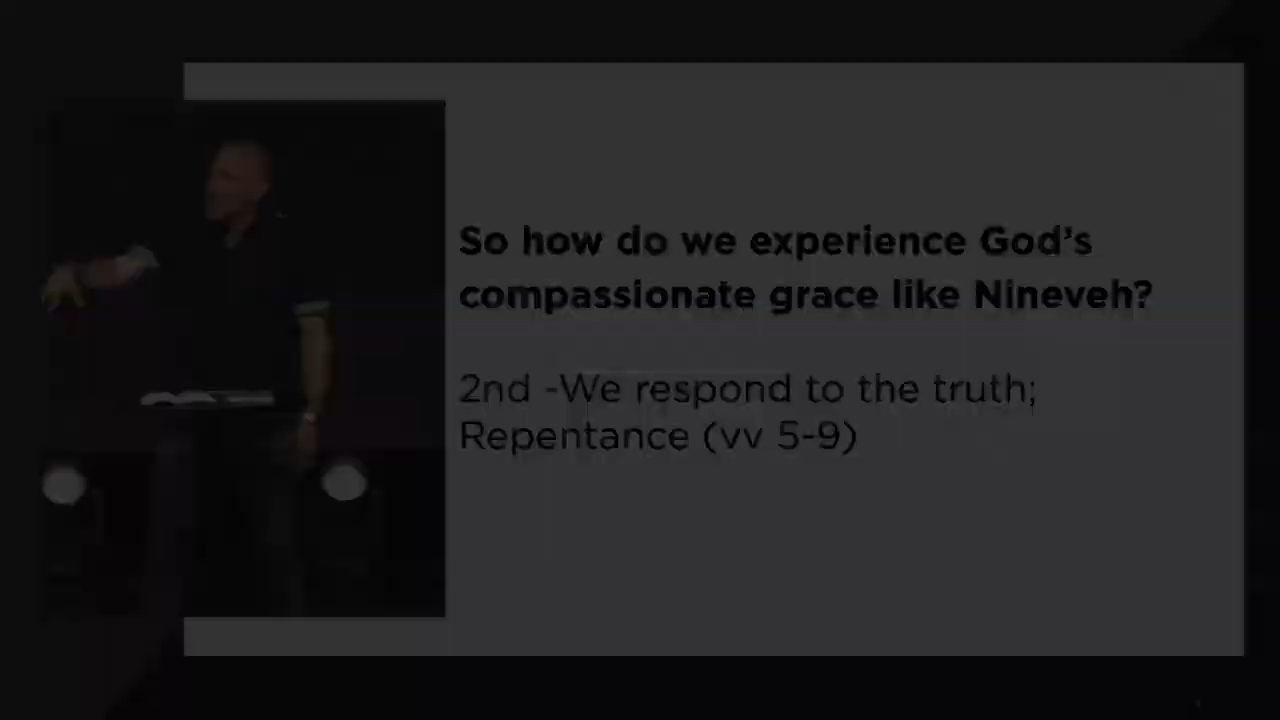 So how do we experience God's
compassionate grace like Nineveh?
2nd -We respond to the truth;
Repentance (vv 5-9)